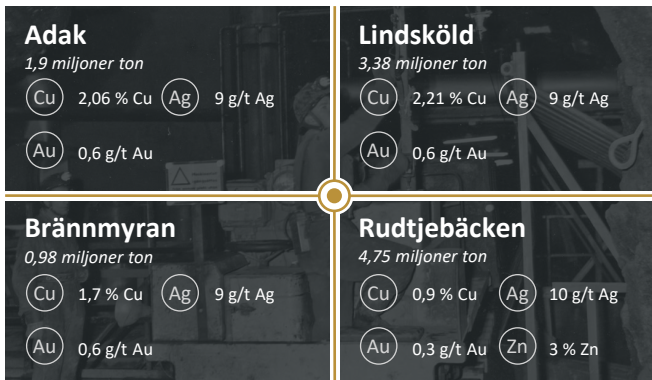 Adak
1,9 miljoner ton
Cu 2,06 % Cu Ag 9 g/t Ag
Au 0,6 g/t Au
Lindsköld
3,38 miljoner ton
Cu 2,21 % Cu Ag 9 g/t Ag
Au 0,6 g/t Au
Brännmyran
0,98 miljoner ton
Cu 1,7 % Cu Ag 9 g/t Ag
Au 0,6 g/t Au
Rudtjebäcken
4,75 miljoner ton
Cu 0,9 % Cu Ag 10 g/t Ag
Au 0,3 g/t Au Zn 3 % Zn